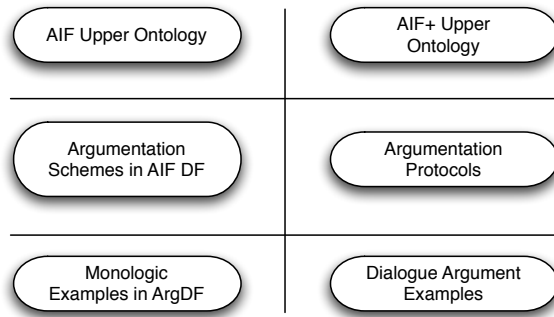 AIF Upper Ontology
AIF+ Upper
Ontology
Argumentation
Schemes in AIF DF
Argumentation
Protocols
Monologic
Examples in ArgDF
Dialogue Argument
Examples